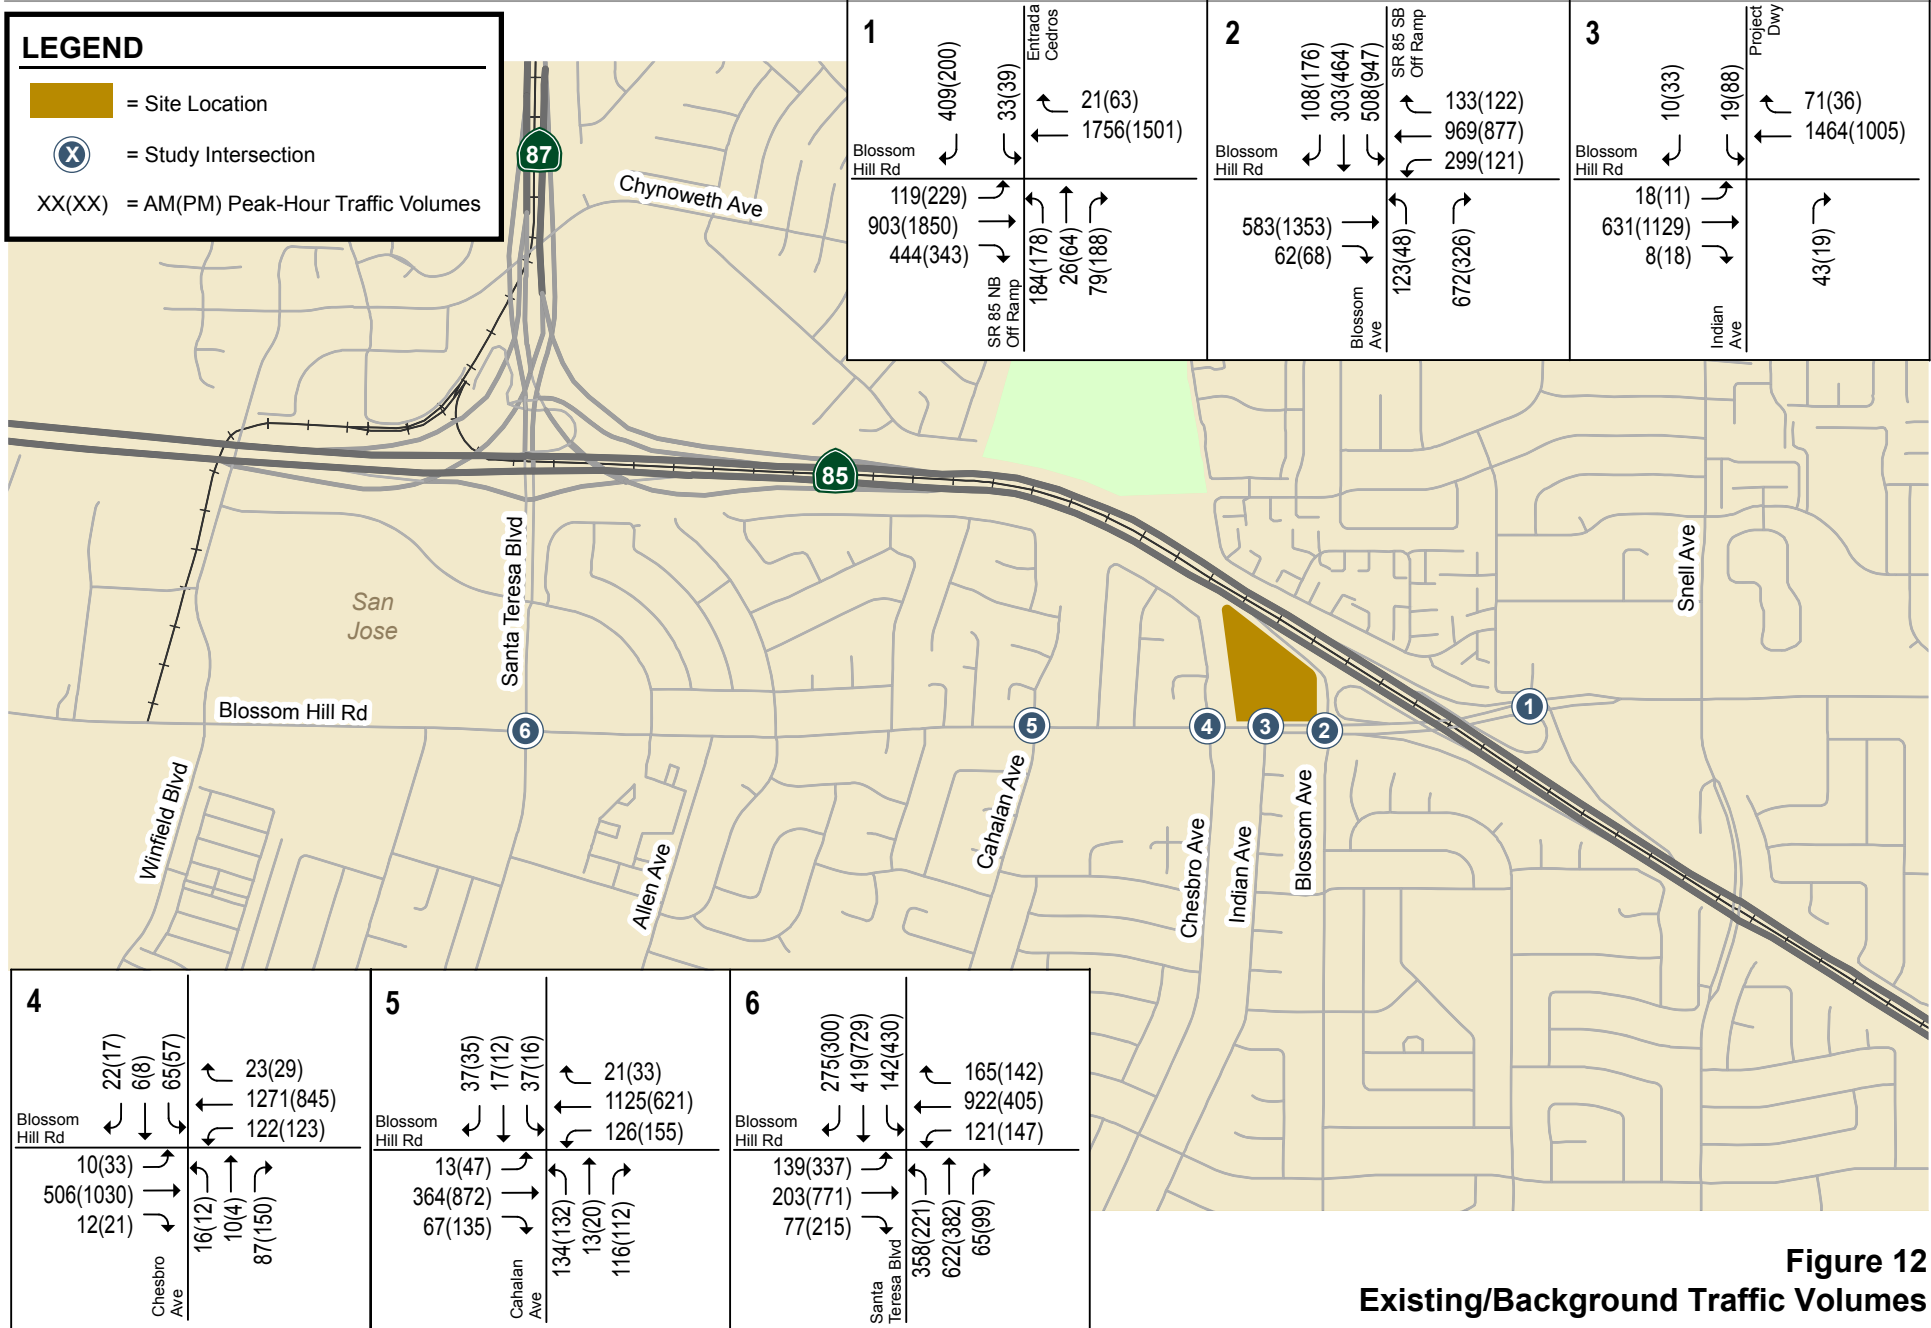 LEGEND
= Site Location
X
= Study Intersection
XX(XX) = AM(PM) Peak-Hour Traffic Volumes
1
409(200)
33(39)
Entrada
Cedros
21(63)
1756(1501)
Blossom
Hill Rd
119(229)
903(1850)
444(343)
SR 85 NB
Off Ramp
184(178)
26(64)
79(188)
2
108(176)
303(464)
508(947)
SR 85 SB
Off Ramp
133(122)
969(877)
299(121)
Blossom
Hill Rd
583(1353)
62(68)
Blossom
Ave
123(48)
672(326)
3
10(33)
19(88)
Project
Dwy
71(36)
1464(1005)
Blossom
Hill Rd
18(11)
631(1129)
8(18)
Indian
Ave
43(19)
87
Chynoweth Ave
85
San
Jose
Santa Teresa Blvd
Snell Ave
Blossom Hill Rd
6
5
4
3
2
1
Winfield Blvd
Allen Ave
Cahalan Ave
Chesbro Ave
Indian Ave
Blossom Ave
4
22(17)
6(8)
65(57)
23(29)
1271(845)
122(123)
Blossom
Hill Rd
10(33)
506(1030)
12(21)
Chesbro
Ave
16(12)
10(4)
87(150)
5
37(35)
17(12)
37(16)
21(33)
1125(621)
126(155)
Blossom
Hill Rd
13(47)
364(872)
67(135)
Cahalan
Ave
134(132)
13(20)
116(112)
6
275(300)
419(729)
142(430)
165(142)
922(405)
121(147)
Blossom
Hill Rd
139(337)
203(771)
77(215)
Santa
Teresa Blvd
358(221)
622(382)
65(99)
Figure 12
Existing/Background Traffic Volumes